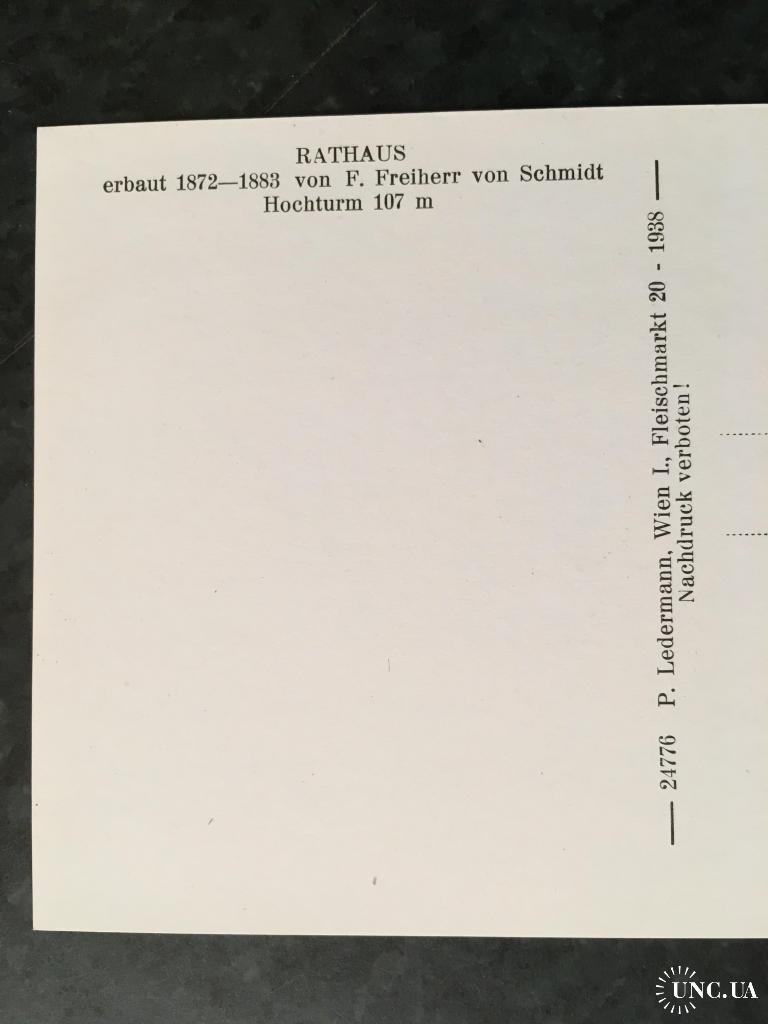 RATHAUS
erbaut 1872—1883 von F. Freiherr von Schmidt
Hochturm 107 m
— 24776 P. Ledermann, Wien I., Fleischmarkt 20 - 1938 —
Nachdruck verboten!
UNC.UA